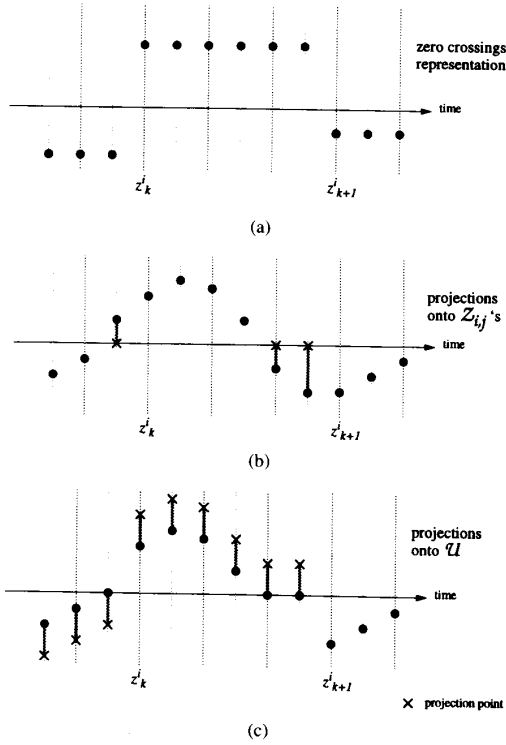 zero crossings
representation
time
z^i_k
z^i_{k+1}
(a)
projections
onto Z_{i,j} 's
time
z^i_k
z^i_{k+1}
(b)
projections
onto U
time
z^i_k
z^i_{k+1}
× projection point
(c)